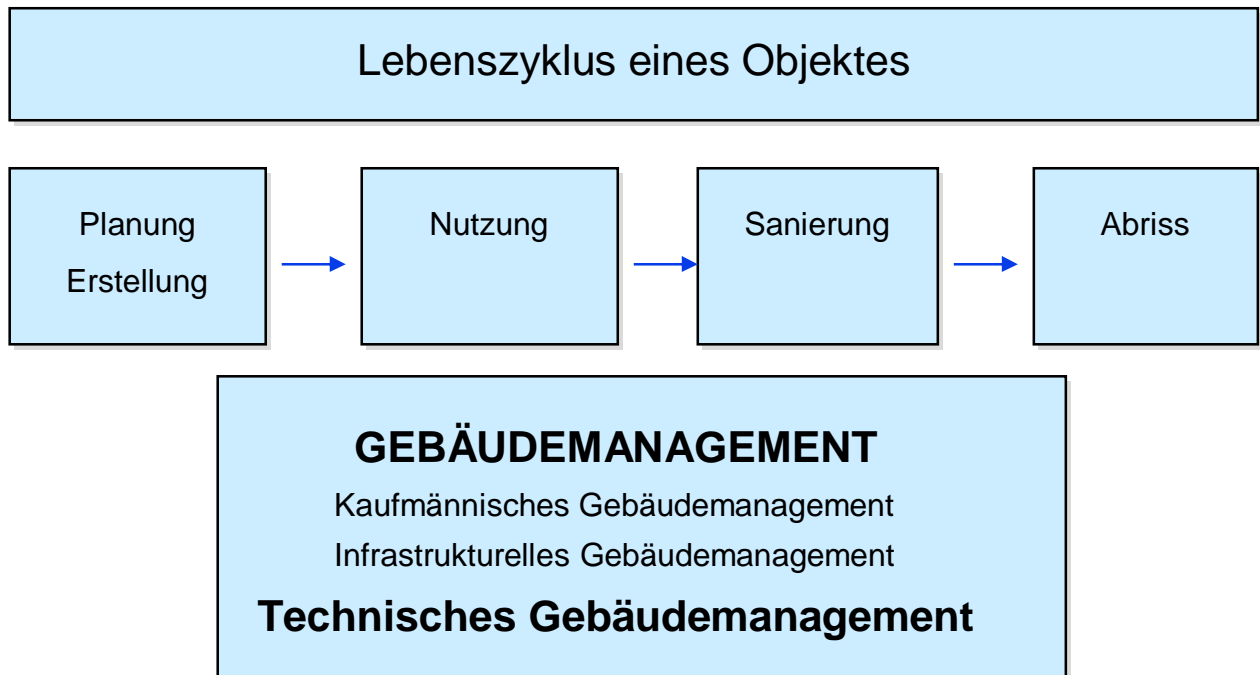 Lebenszyklus eines Objektes
Planung
Erstellung
Nutzung
Sanierung
Abriss
GEBÄUDEMANAGEMENT
Kaufmännisches Gebäudemanagement
Infrastrukturelles Gebäudemanagement
Technisches Gebäudemanagement